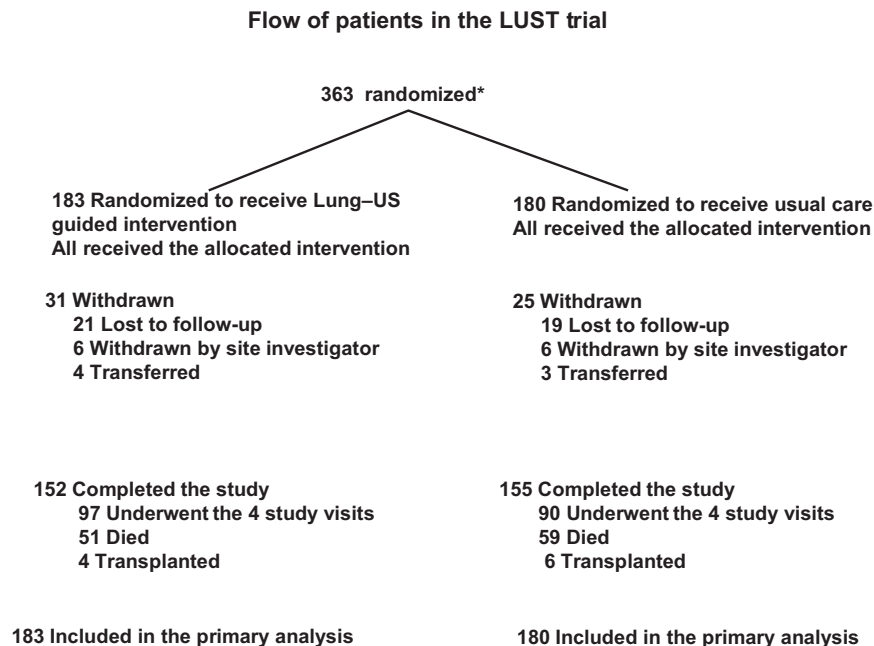 Flow of patients in the LUST trial
363 randomized*
183 Randomized to receive Lung–US
guided intervention
All received the allocated intervention
180 Randomized to receive usual care
All received the allocated intervention
31 Withdrawn
21 Lost to follow-up
6 Withdrawn by site investigator
4 Transferred
25 Withdrawn
19 Lost to follow-up
6 Withdrawn by site investigator
3 Transferred
152 Completed the study
97 Underwent the 4 study visits
51 Died
4 Transplanted
155 Completed the study
90 Underwent the 4 study visits
59 Died
6 Transplanted
183 Included in the primary analysis
180 Included in the primary analysis